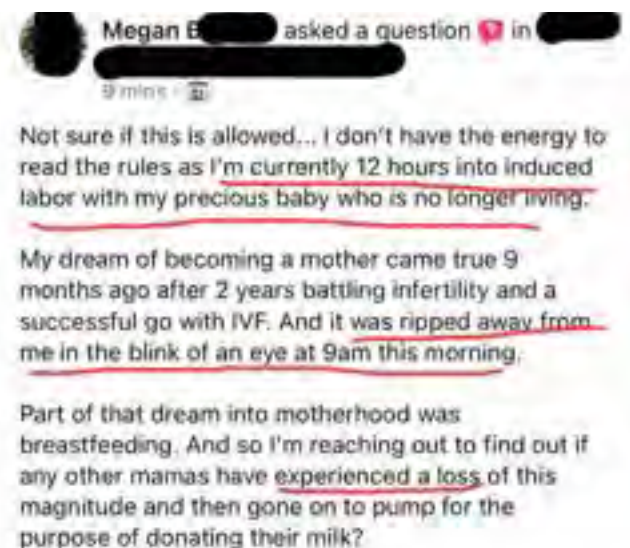 Megan B asked a question in
9 mins ·
Not sure if this is allowed... I don't have the energy to
read the rules as I'm currently 12 hours into induced
labor with my precious baby who is no longer living.
My dream of becoming a mother came true 9
months ago after 2 years battling infertility and a
successful go with IVF. And it was ripped away from
me in the blink of an eye at 9am this morning.
Part of that dream into motherhood was
breastfeeding. And so I'm reaching out to find out if
any other mamas have experienced a loss of this
magnitude and then gone on to pump for the
purpose of donating their milk?